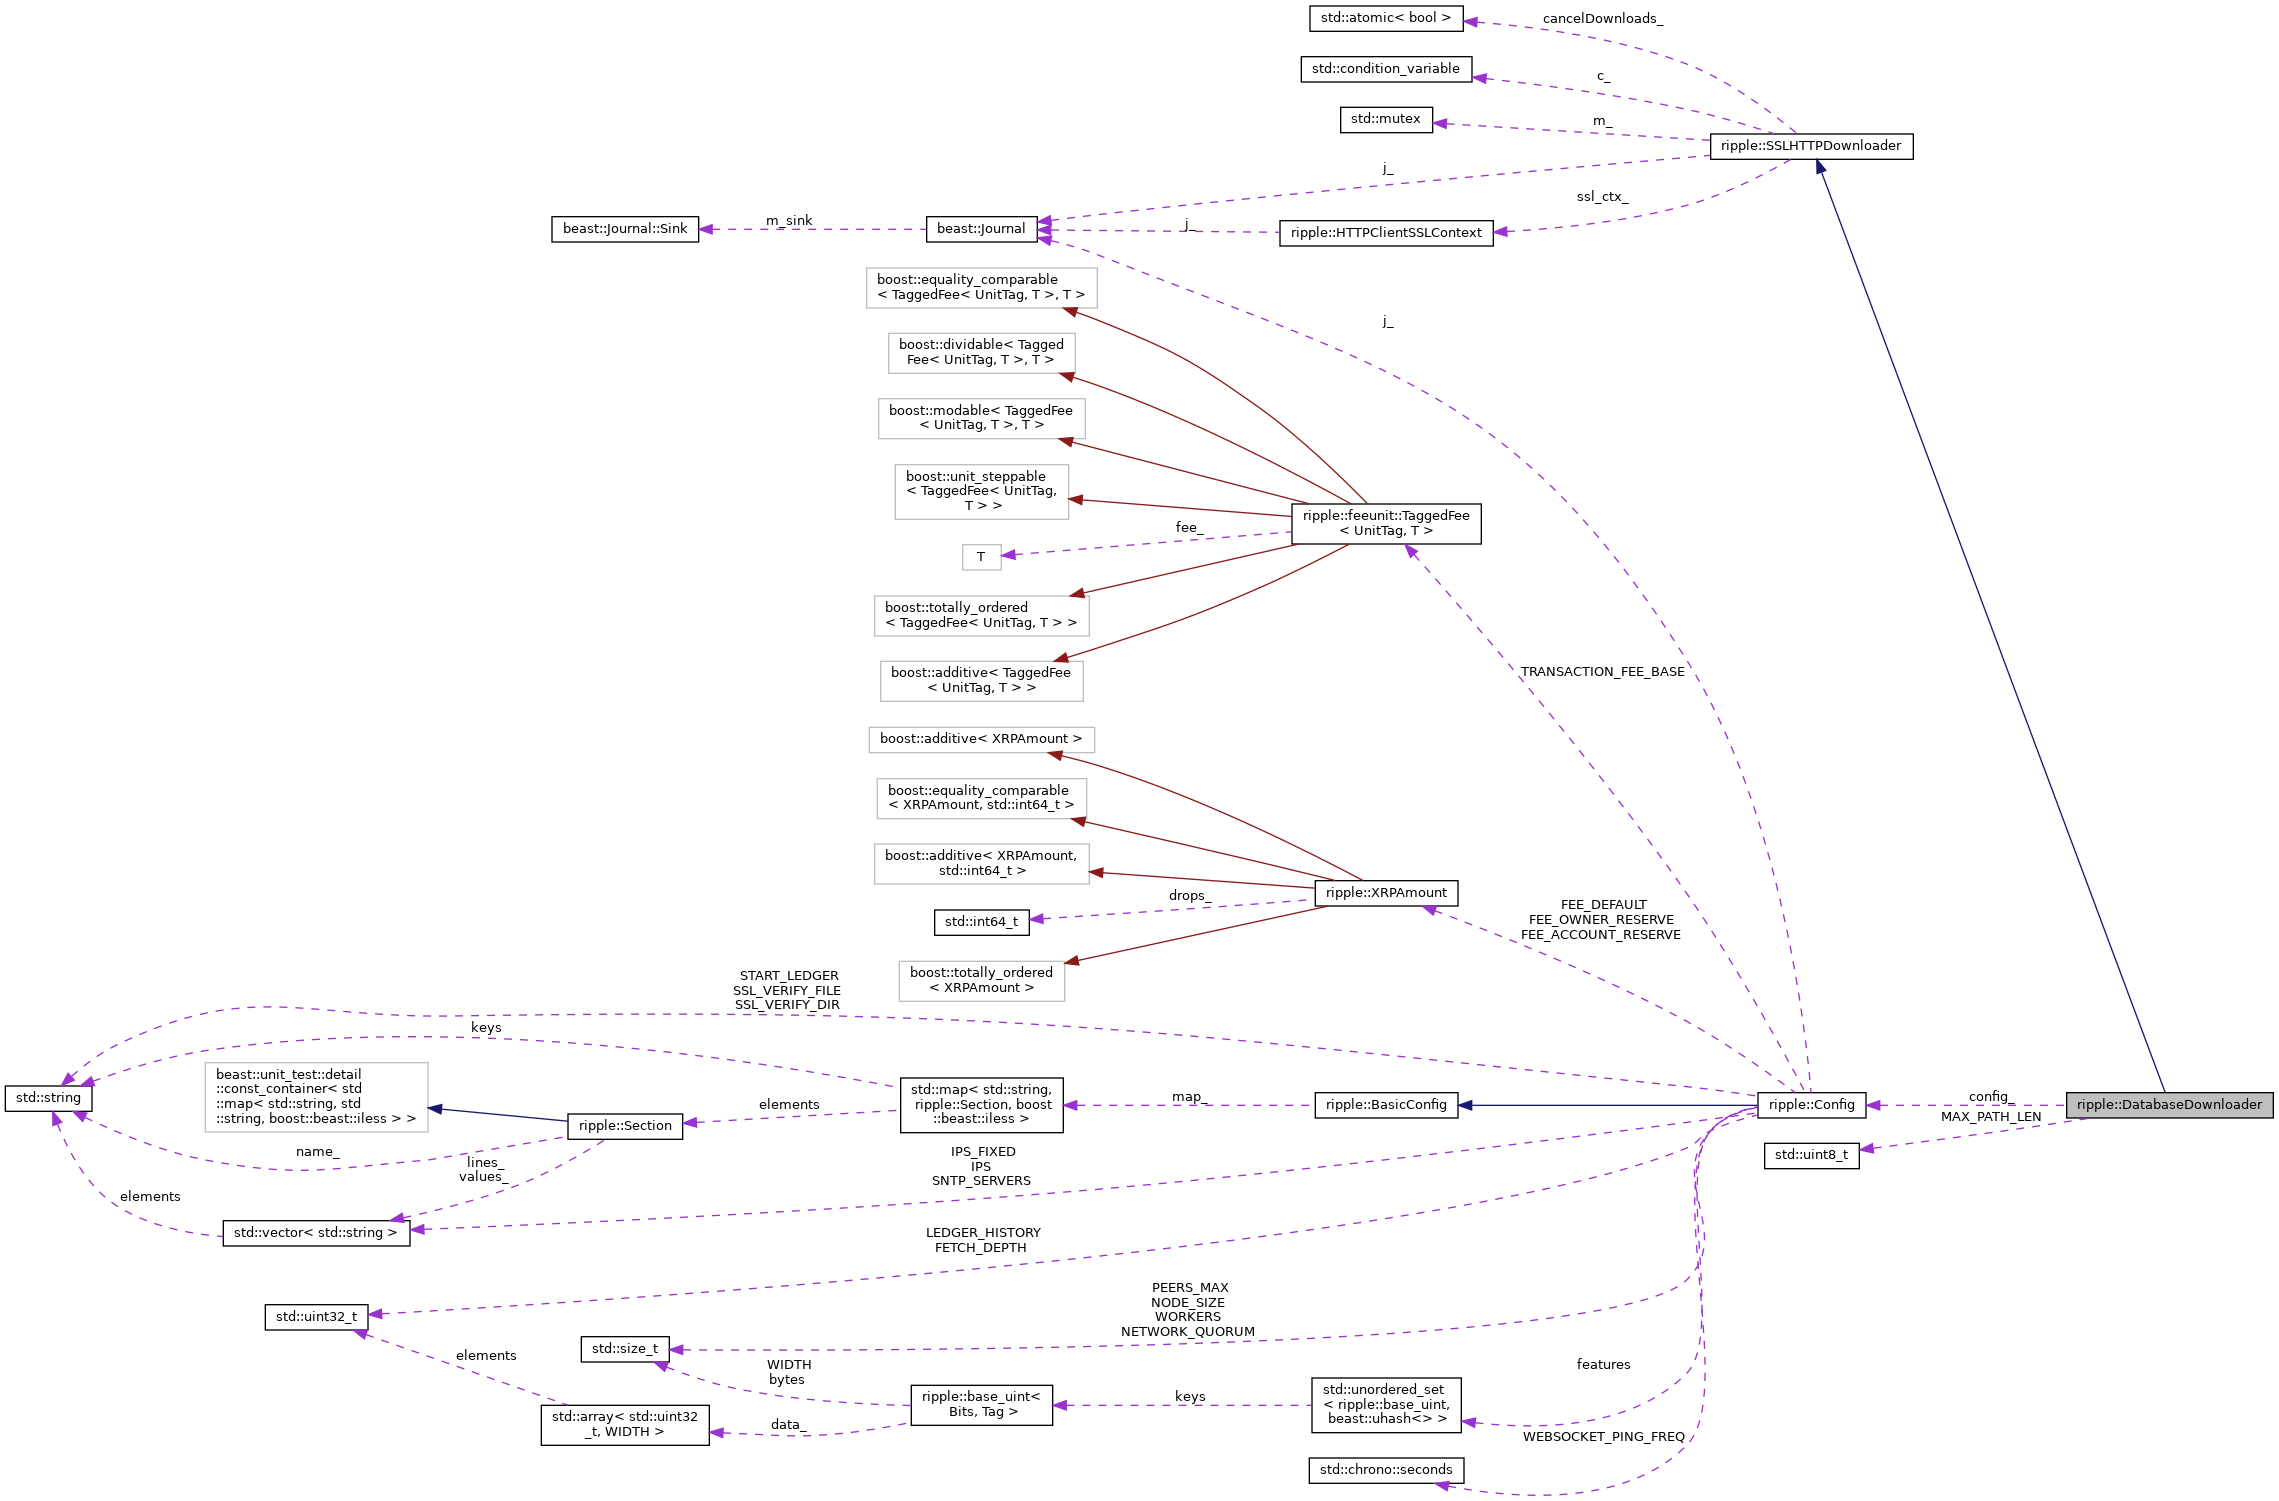 std::atomic< bool >
cancelDownloads_
std::condition_variable
c_
std::mutex
m_
ripple::SSLHTTPDownloader
j_
ssl_ctx_
beast::Journal::Sink
m_sink
beast::Journal
j_
ripple::HTTPClientSSLContext
boost::equality_comparable
< TaggedFee< UnitTag, T >, T >
j_
boost::dividable< Tagged
Fee< UnitTag, T >, T >
boost::modable< TaggedFee
< UnitTag, T >, T >
boost::unit_steppable
< TaggedFee< UnitTag,
T > >
ripple::feeunit::TaggedFee
< UnitTag, T >
fee_
T
boost::totally_ordered
< TaggedFee< UnitTag, T > >
boost::additive< TaggedFee
< UnitTag, T > >
TRANSACTION_FEE_BASE
boost::additive< XRPAmount >
boost::equality_comparable
< XRPAmount, std::int64_t >
boost::additive< XRPAmount,
std::int64_t >
ripple::XRPAmount
drops_
std::int64_t
FEE_DEFAULT
FEE_OWNER_RESERVE
FEE_ACCOUNT_RESERVE
boost::totally_ordered
< XRPAmount >
START_LEDGER
SSL_VERIFY_FILE
SSL_VERIFY_DIR
keys
std::string
beast::unit_test::detail
::const_container< std
::map< std::string, std
::string, boost::beast::iless > >
ripple::Section
elements
std::map< std::string,
ripple::Section, boost
::beast::iless >
map_
ripple::BasicConfig
ripple::Config
config_
ripple::DatabaseDownloader
MAX_PATH_LEN
std::uint8_t
name_
lines_
values_
IPS_FIXED
IPS
SNTP_SERVERS
elements
std::vector< std::string >
LEDGER_HISTORY
FETCH_DEPTH
std::uint32_t
PEERS_MAX
NODE_SIZE
WORKERS
NETWORK_QUORUM
std::size_t
elements
WIDTH
bytes
features
std::array< std::uint32
_t, WIDTH >
data_
ripple::base_uint<
Bits, Tag >
keys
std::unordered_set
< ripple::base_uint,
beast::uhash<> >
WEBSOCKET_PING_FREQ
std::chrono::seconds